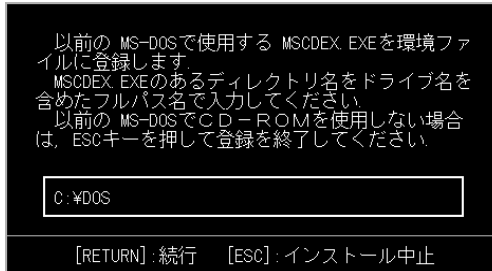 以前の MS-DOSで使用する MSCDEX.EXEを環境ファ
イルに登録します.
MSCDEX.EXEのあるディレクトリ名をドライブ名を
含めたフルパス名で入力してください.
以前の MS-DOSでＣＤ－ＲＯＭを使用しない場合
は, ESCキーを押して登録を終了してください.
C:¥DOS
[RETURN]:続行 [ESC]:インストール中止